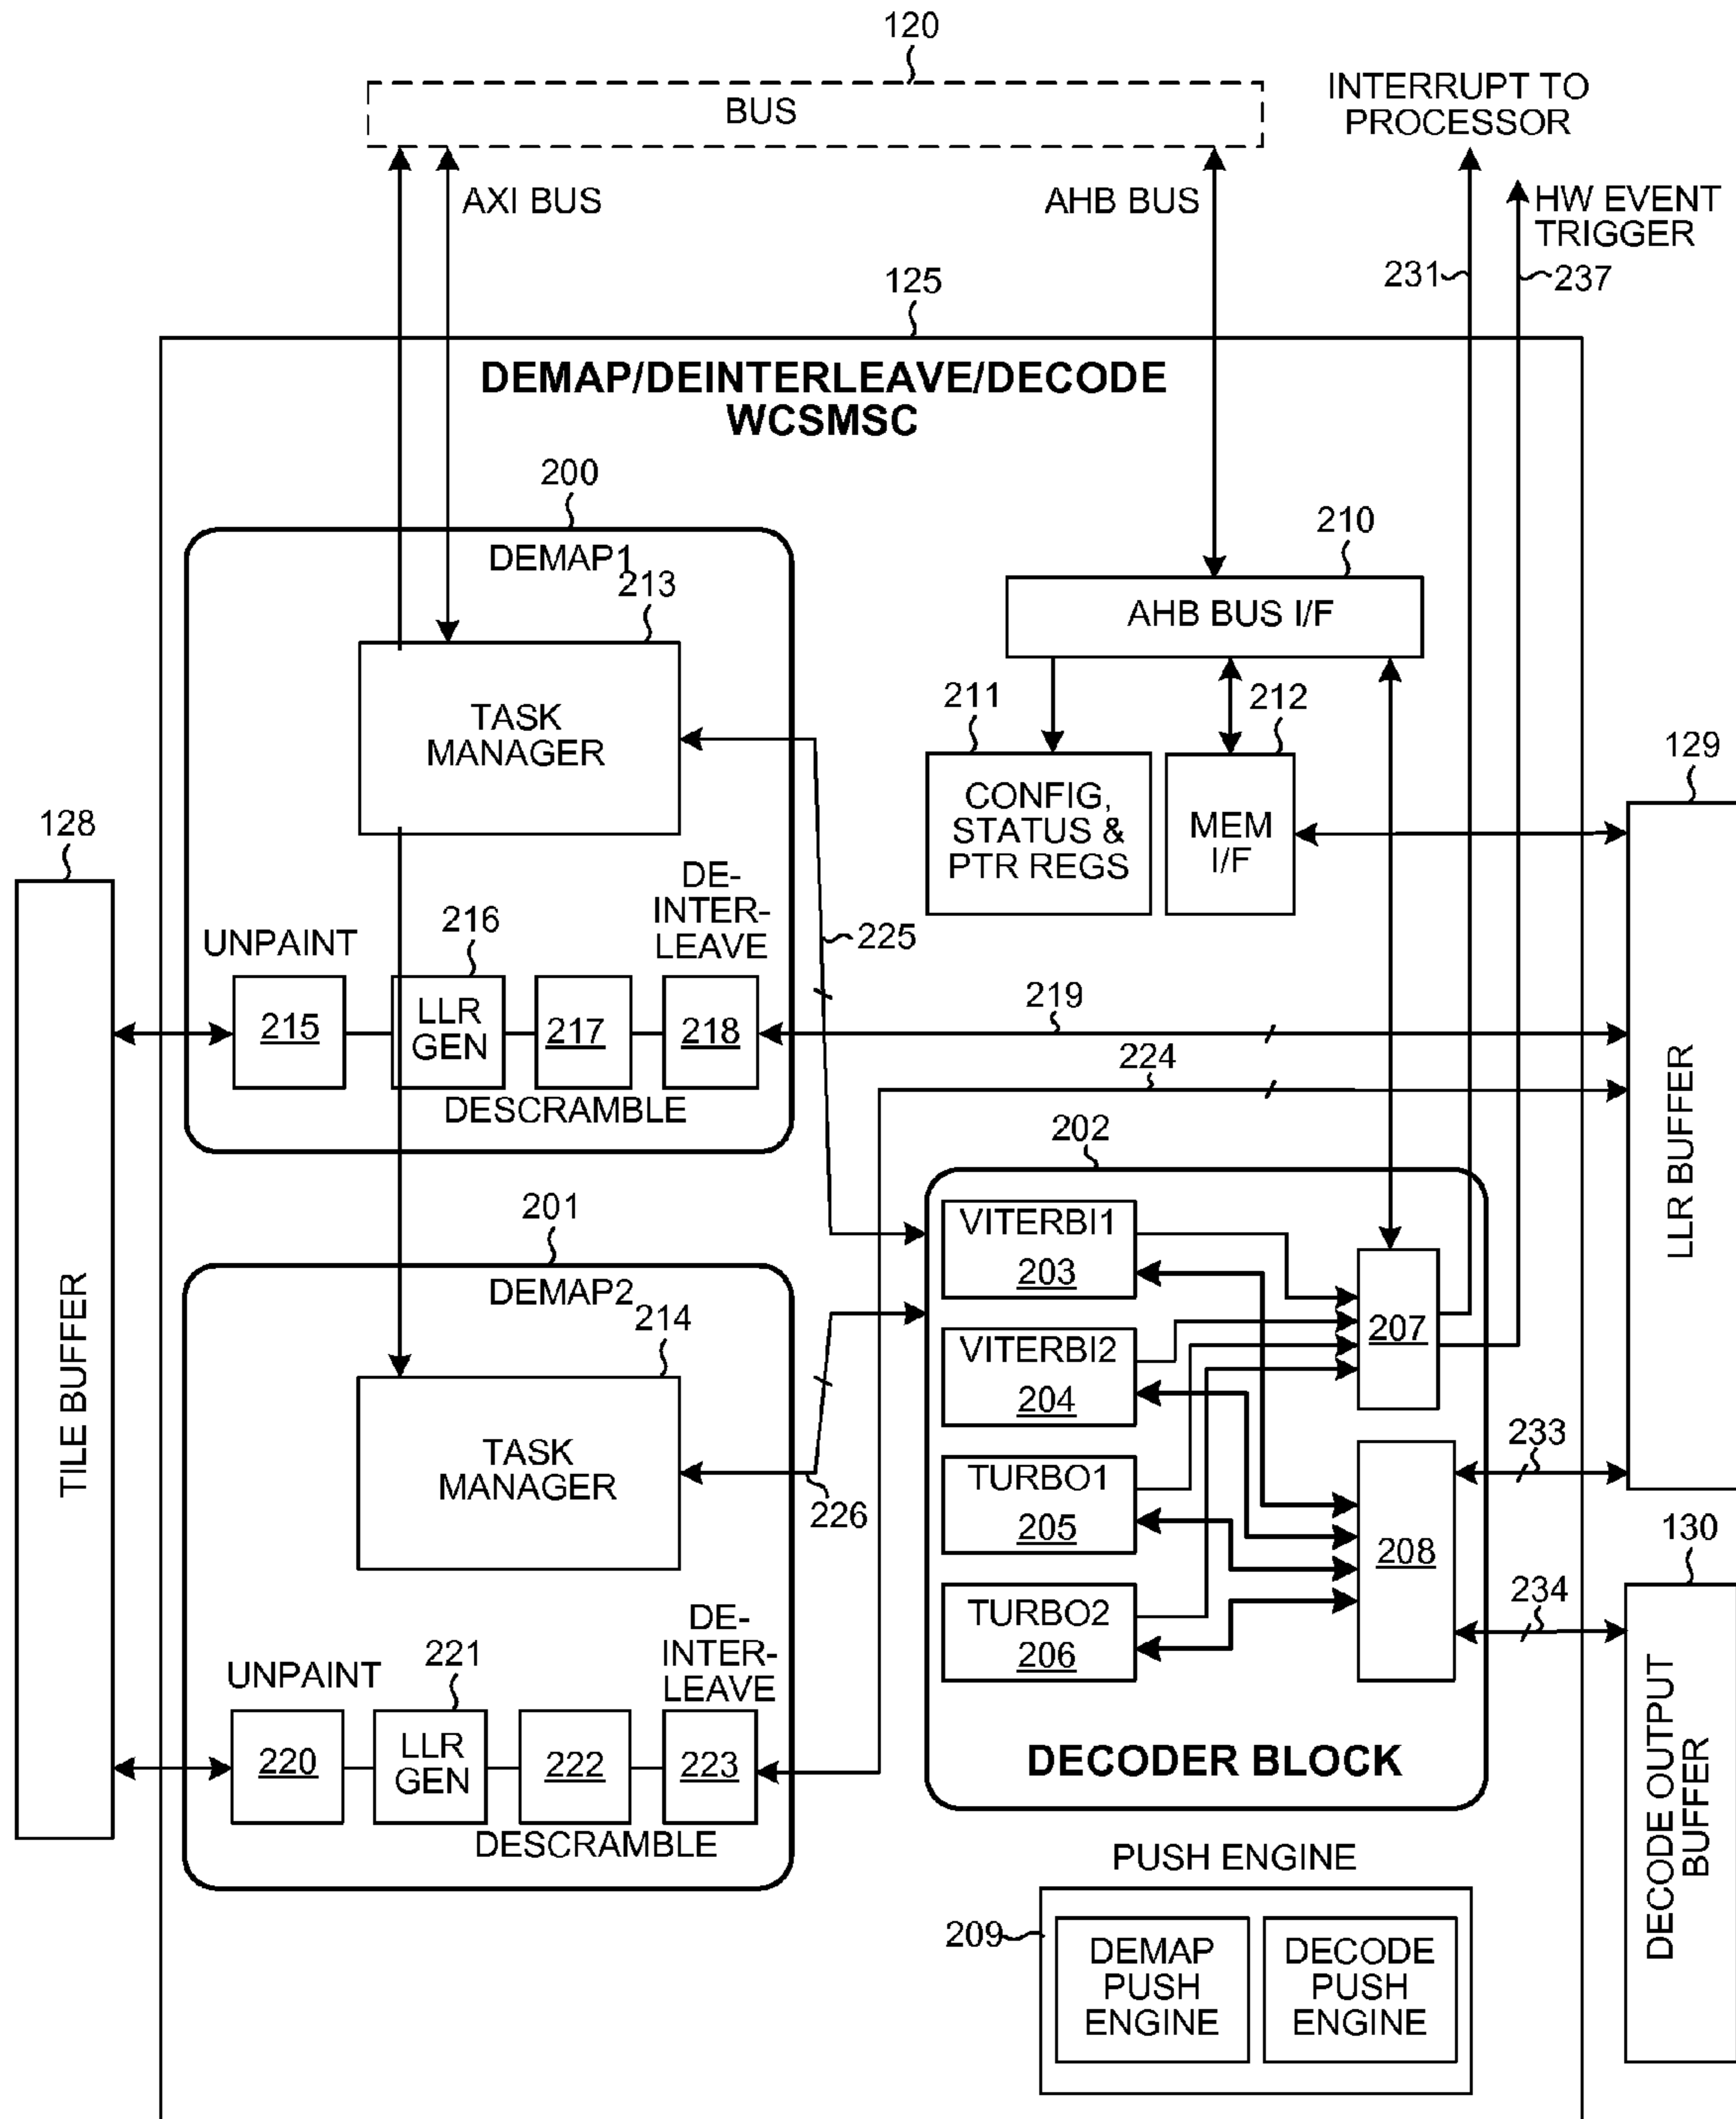 120
BUS
INTERRUPT TO
PROCESSOR
AXI BUS
AHB BUS
HW EVENT
TRIGGER
231
237
125
DEMAP/DEINTERLEAVE/DECODE
WCSMSC
200
DEMAP1
213
TASK
MANAGER
210
AHB BUS I/F
211
CONFIG,
STATUS &
PTR REGS
212
MEM
I/F
129
LLR BUFFER
128
TILE BUFFER
UNPAINT
215
216
LLR
GEN
217
DESCRAMBLE
DE-
INTER-
LEAVE
218
225
219
224
201
DEMAP2
214
TASK
MANAGER
226
UNPAINT
220
221
LLR
GEN
222
DESCRAMBLE
DE-
INTER-
LEAVE
223
202
VITERBI1
203
VITERBI2
204
TURBO1
205
TURBO2
206
207
208
DECODER BLOCK
233
234
130
DECODE OUTPUT
BUFFER
PUSH ENGINE
209
DEMAP
PUSH
ENGINE
DECODE
PUSH
ENGINE